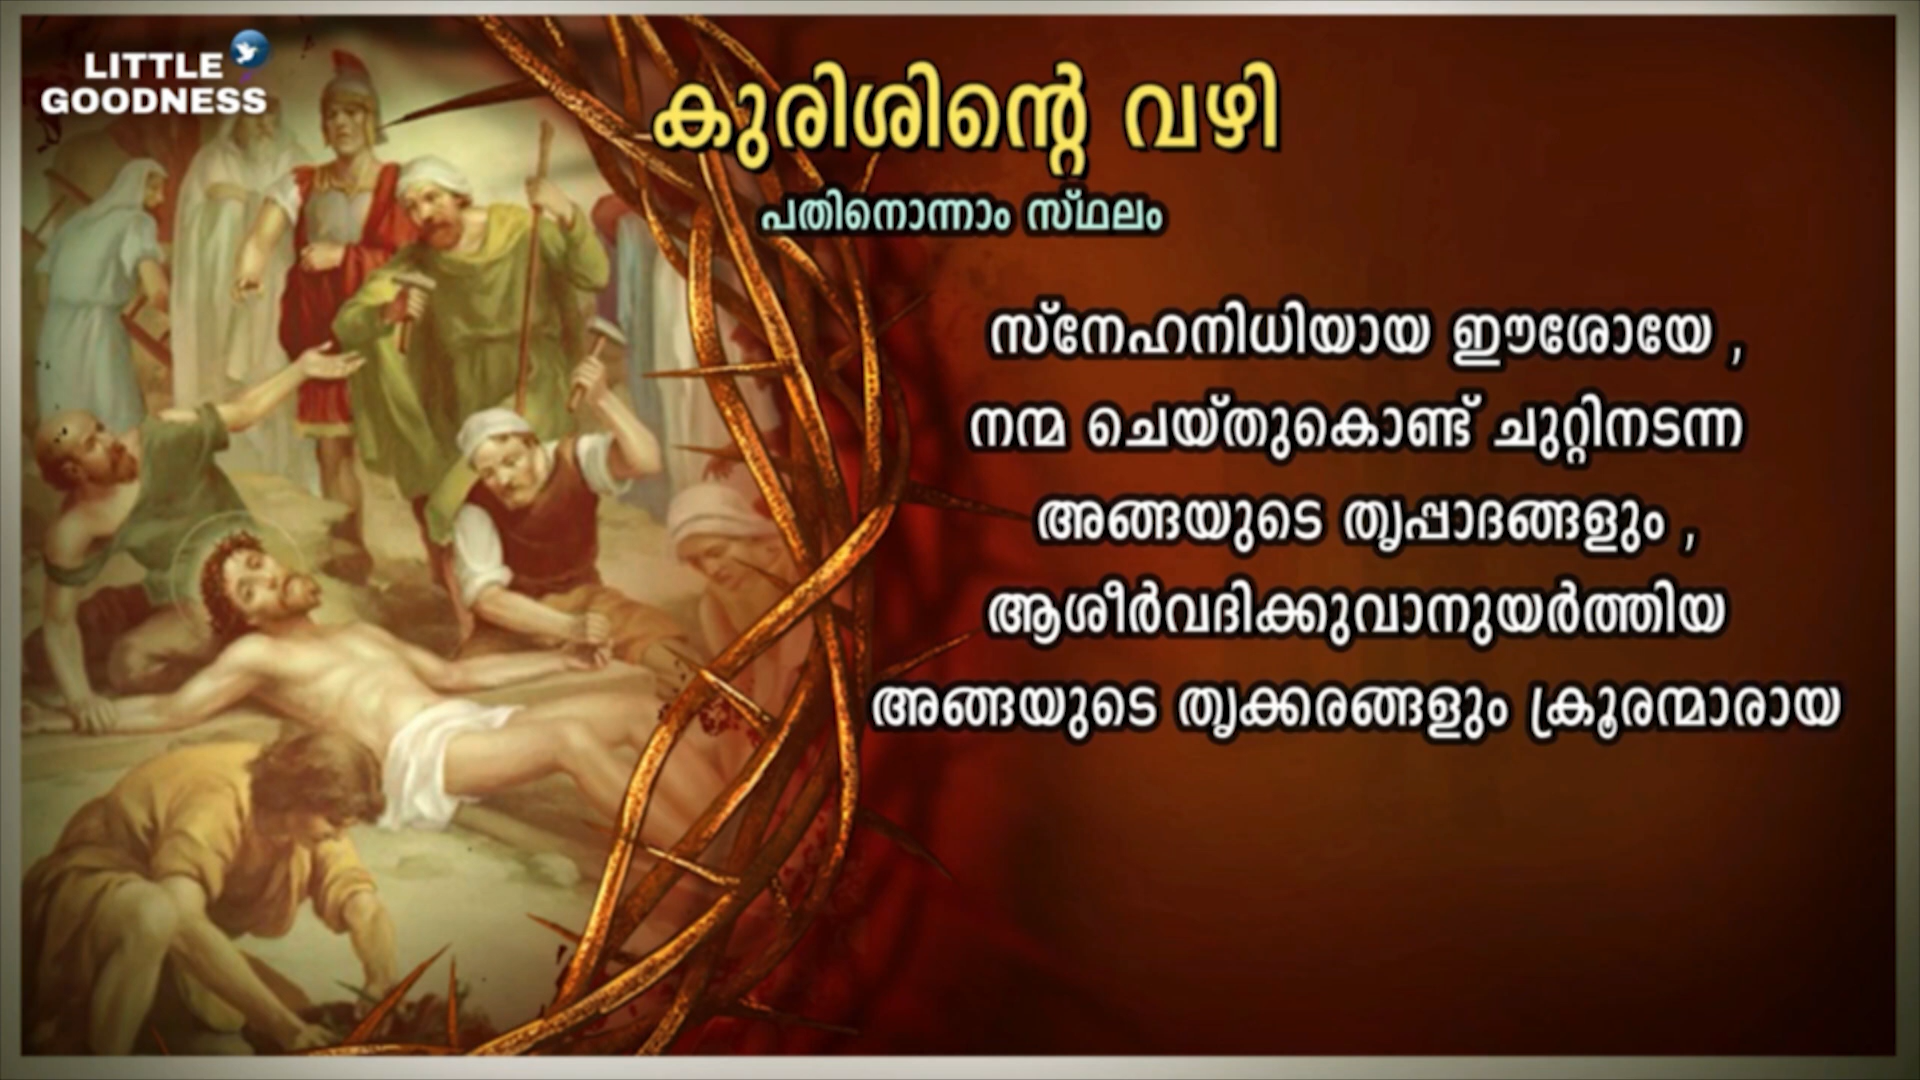 LITTLE
GOODNESS
കുരിശിന്റെ വഴി
പതിനൊന്നാം സ്ഥലം
സ്നേഹനിധിയായ ഈശോയേ ,
നന്മ ചെയ്തുകൊണ്ട് ചുറ്റിനടന്ന
അങ്ങയുടെ തൃപ്പാദങ്ങളും ,
ആശീർവദിക്കുവാനുയർത്തിയ
അങ്ങയുടെ തൃക്കരങ്ങളും ക്രൂരന്മാരായ